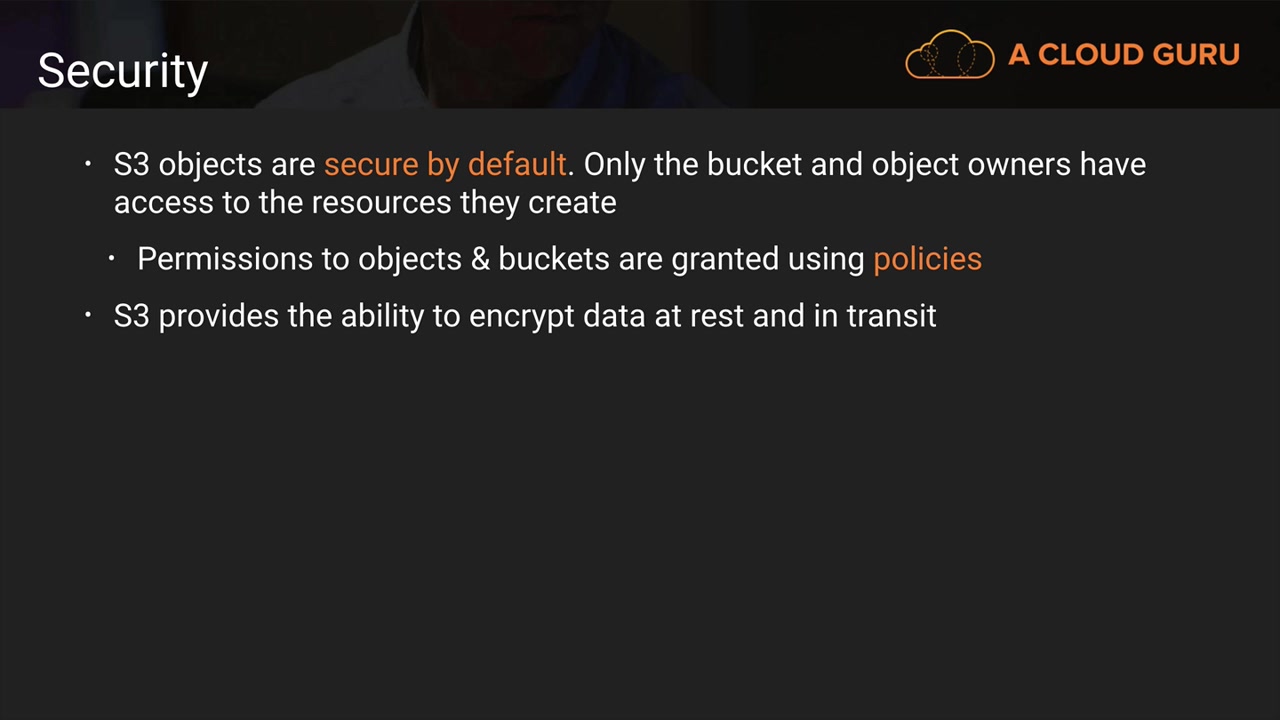 Security
A CLOUD GURU
• S3 objects are secure by default. Only the bucket and object owners have
access to the resources they create
• Permissions to objects & buckets are granted using policies
• S3 provides the ability to encrypt data at rest and in transit